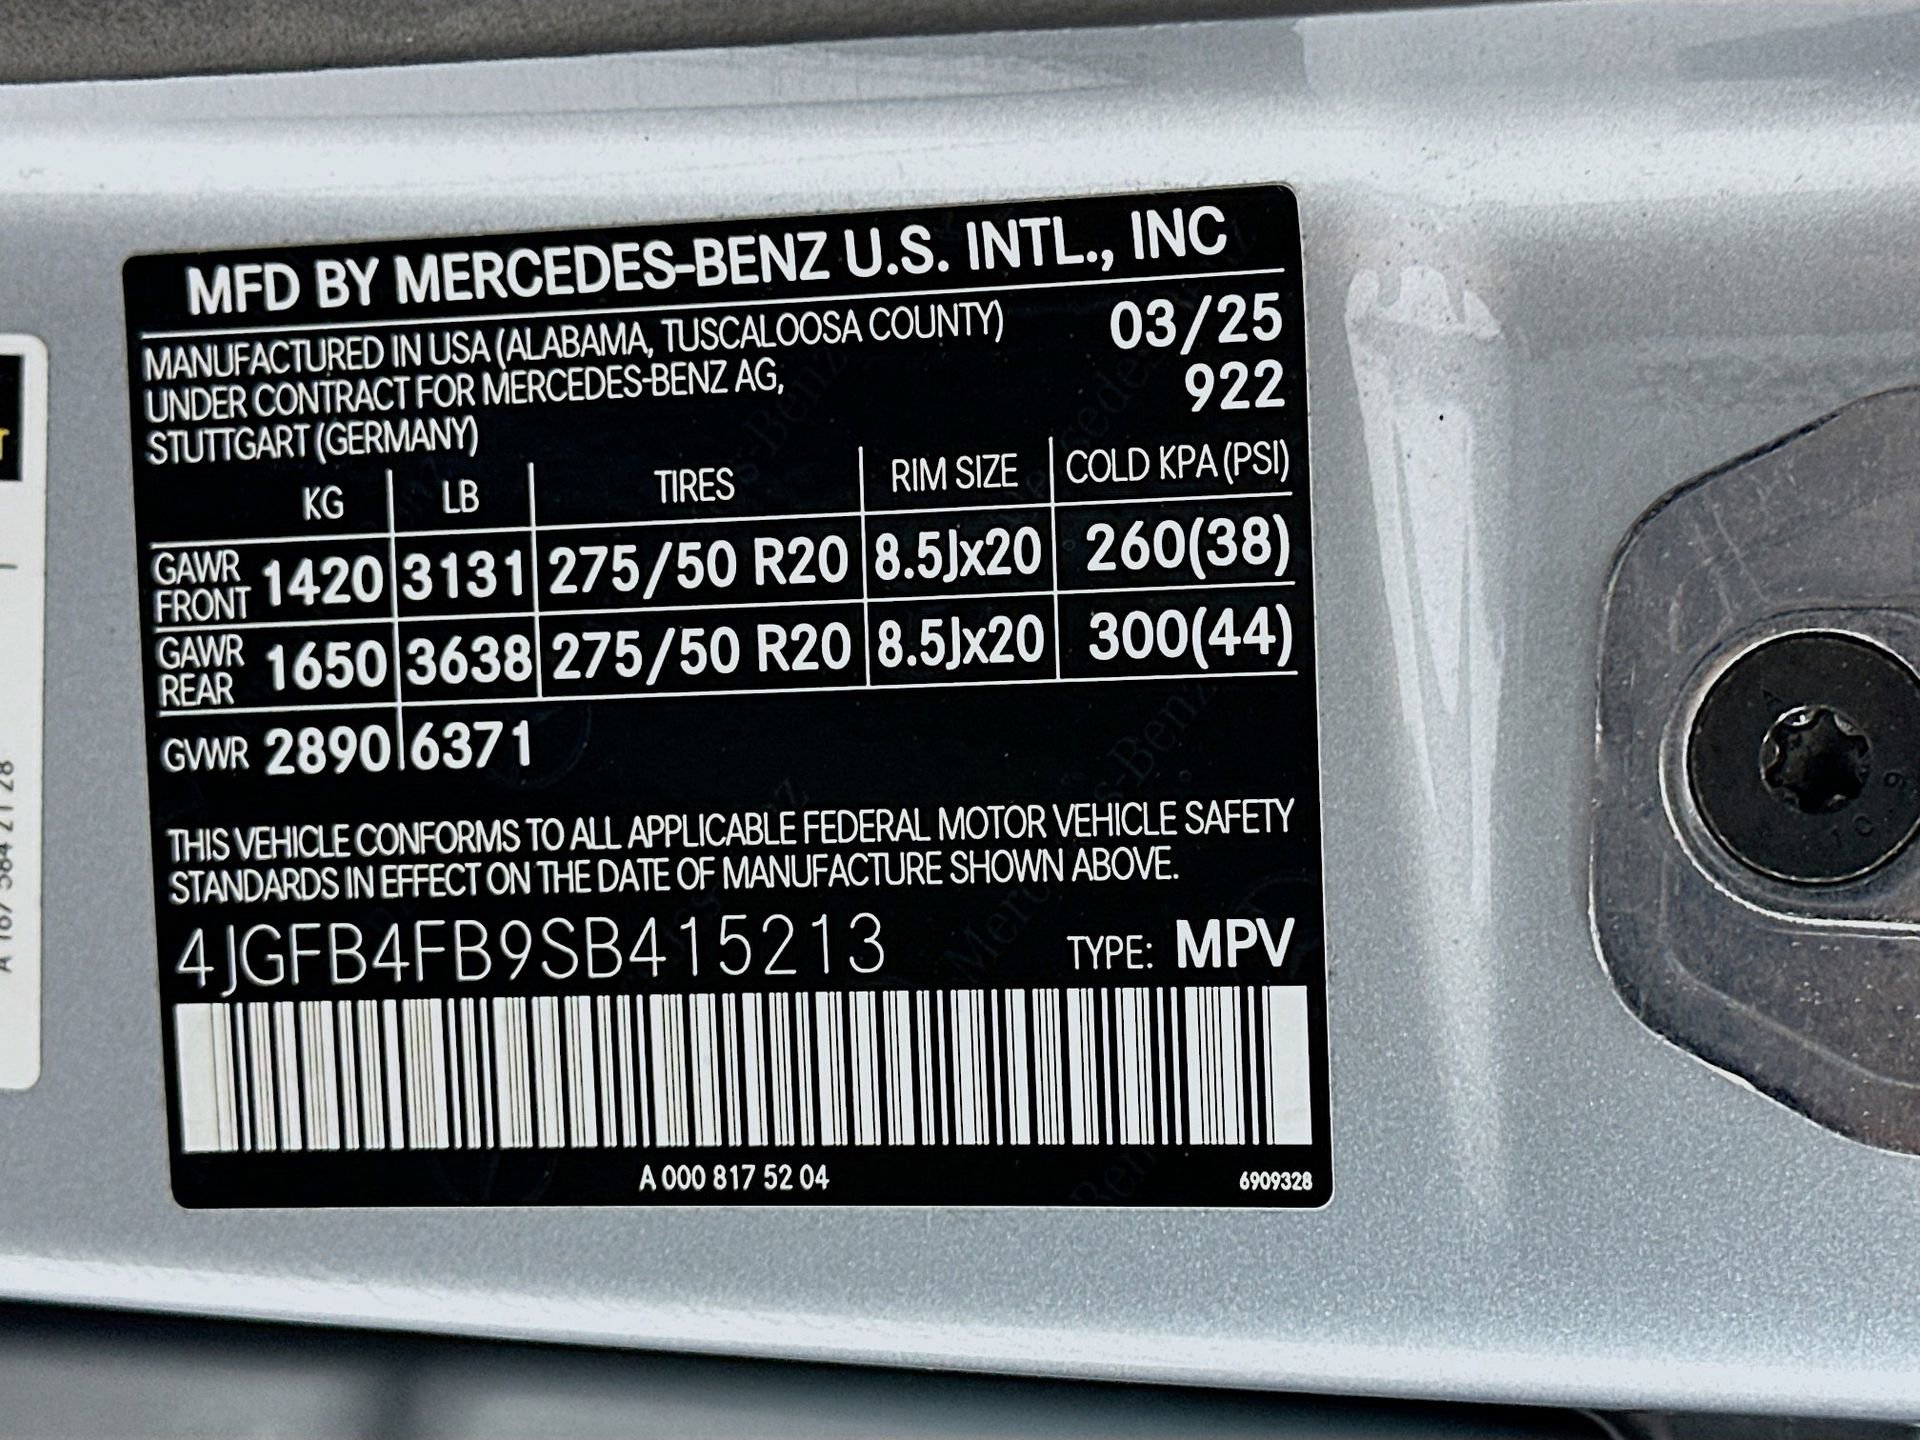 MFD BY MERCEDES-BENZ U.S. INTL., INC
MANUFACTURED IN USA (ALABAMA, TUSCALOOSA COUNTY) 03/25
UNDER CONTRACT FOR MERCEDES-BENZ AG, 922
STUTTGART (GERMANY)
KG LB TIRES RIM SIZE COLD KPA (PSI)
GAWR FRONT 1420 3131 275/50 R20 8.5Jx20 260(38)
GAWR REAR 1650 3638 275/50 R20 8.5Jx20 300(44)
GVWR 2890 6371
THIS VEHICLE CONFORMS TO ALL APPLICABLE FEDERAL MOTOR VEHICLE SAFETY
STANDARDS IN EFFECT ON THE DATE OF MANUFACTURE SHOWN ABOVE.
4JGFB4FB9SB415213 TYPE: MPV
A 000 817 52 04 6909328